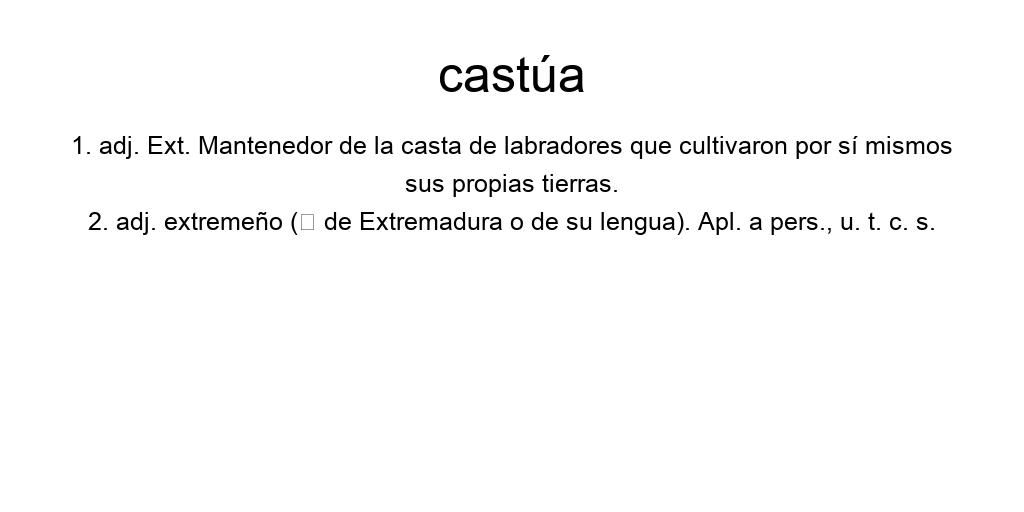 castúa
1. adj. Ext. Mantenedor de la casta de labradores que cultivaron por sí mismos
sus propias tierras.
2. adj. extremeño (□ de Extremadura o de su lengua). Apl. a pers., u. t. c. s.